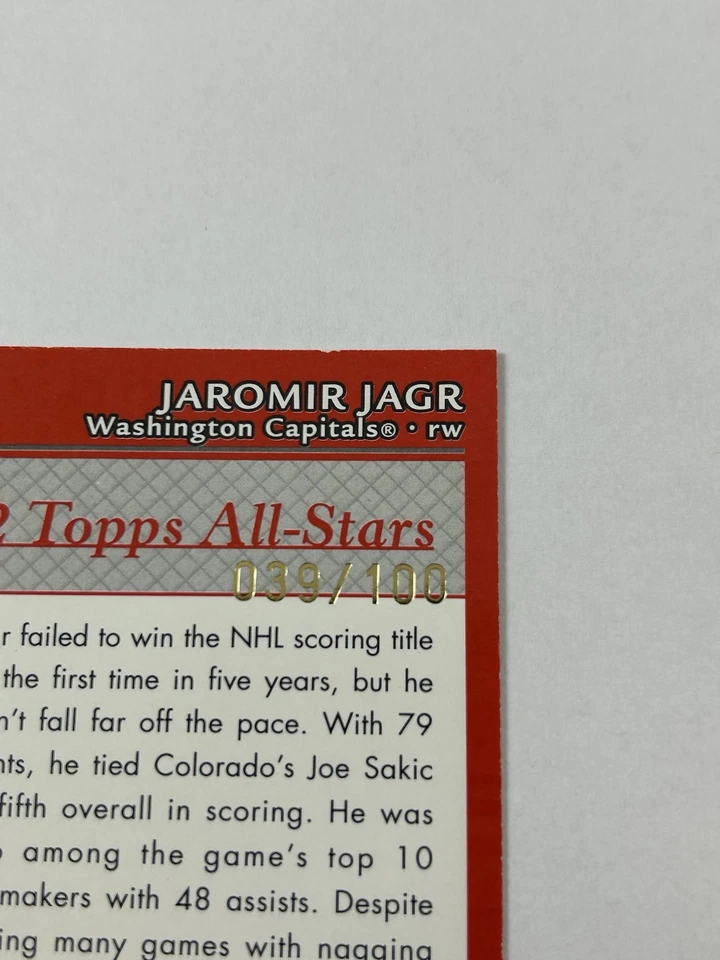 JAROMIR JAGR
Washington Capitals® • rw
2 Topps All-Stars
039/100
r failed to win the NHL scoring title
the first time in five years, but he
n't fall far off the pace. With 79
nts, he tied Colorado's Joe Sakic
fifth overall in scoring. He was
among the game's top 10
makers with 48 assists. Despite
ing many games with nagging